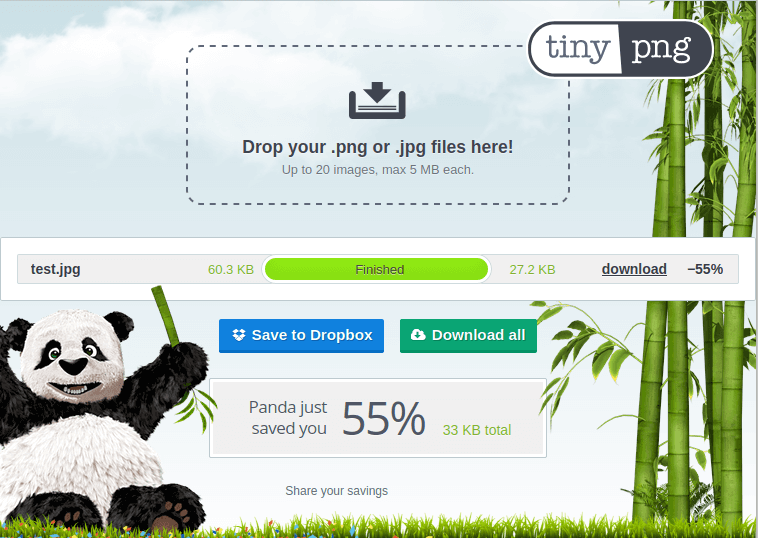 tiny png
Drop your .png or .jpg files here!
Up to 20 images, max 5 MB each.
test.jpg 60.3 KB Finished 27.2 KB download −55%
Save to Dropbox Download all
Panda just
saved you 55% 33 KB total
Share your savings